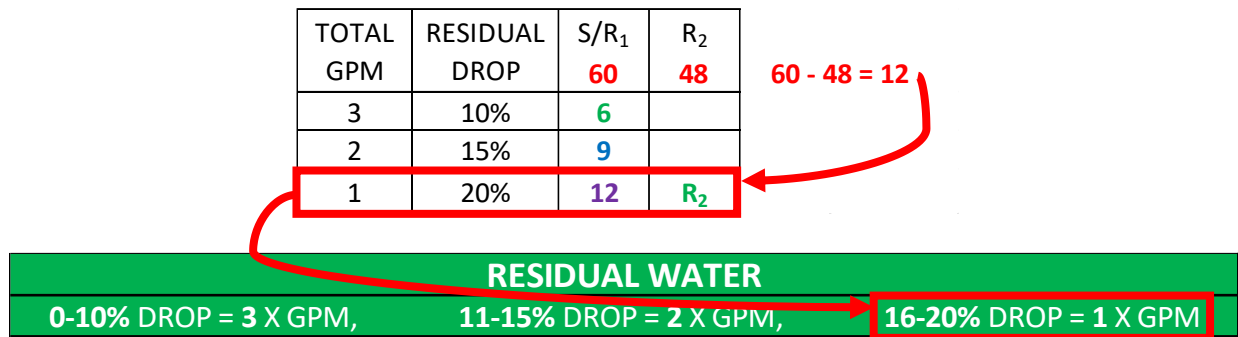 TOTAL GPM RESIDUAL DROP S/R₁ 60 R₂ 48
60 - 48 = 12
3 10% 6
2 15% 9
1 20% 12 R₂
RESIDUAL WATER
0-10% DROP = 3 X GPM, 11-15% DROP = 2 X GPM, 16-20% DROP = 1 X GPM